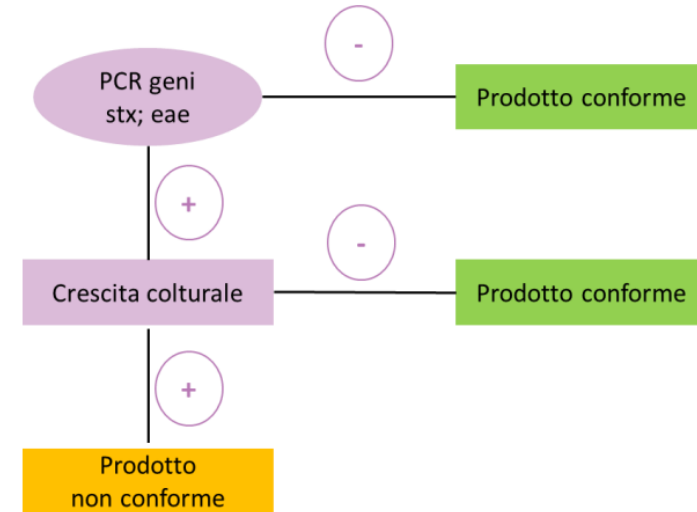 PCR geni
stx; eae
-
Prodotto conforme
+
Crescita colturale
-
Prodotto conforme
+
Prodotto
non conforme